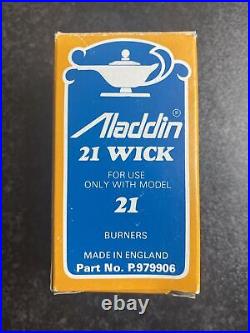 Aladdin®
21 WICK
FOR USE
ONLY WITH MODEL
21
BURNERS
MADE IN ENGLAND
Part No. P.979906